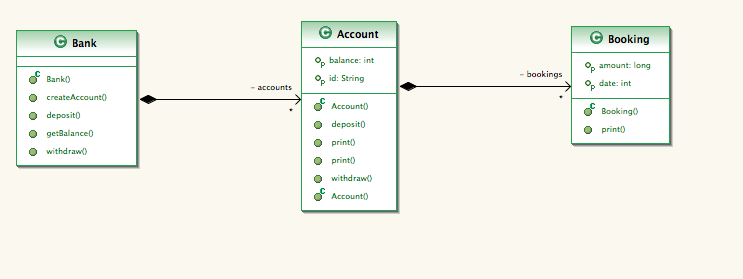 C Bank
C Bank()
createAccount()
deposit()
getBalance()
withdraw()
- accounts
*
C Account
P balance: int
P id: String
C Account()
deposit()
print()
print()
withdraw()
C Account()
- bookings
*
C Booking
P amount: long
P date: int
C Booking()
print()